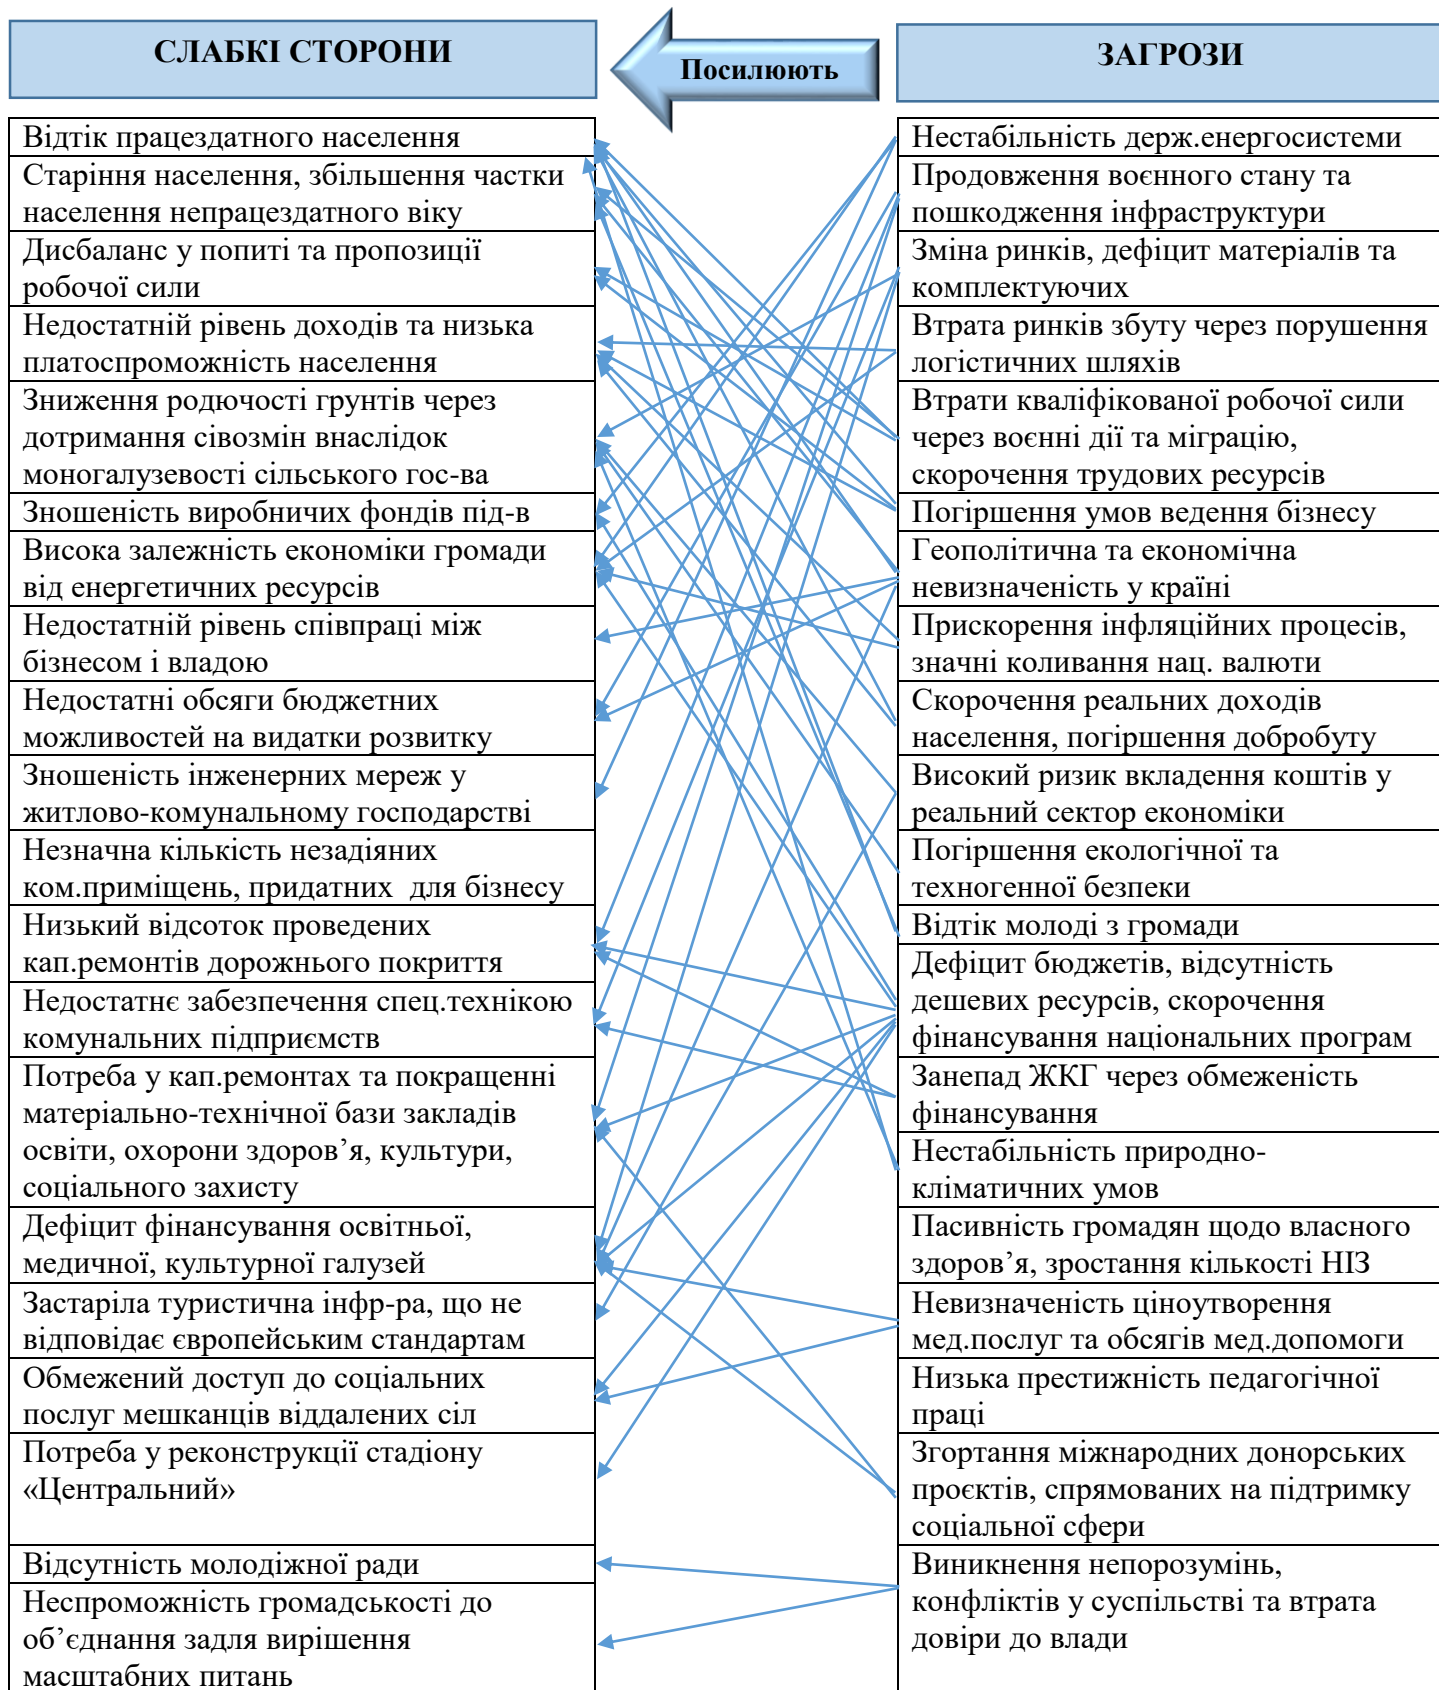 СЛАБКІ СТОРОНИ
Посилюють
ЗАГРОЗИ
Відтік працездатного населення
Старіння населення, збільшення частки
населення непрацездатного віку
Дисбаланс у попиті та пропозиції
робочої сили
Недостатній рівень доходів та низька
платоспроможність населення
Зниження родючості грунтів через
дотримання сівозмін внаслідок
моногалузевості сільського гос-ва
Зношеність виробничих фондів під-в
Висока залежність економіки громади
від енергетичних ресурсів
Недостатній рівень співпраці між
бізнесом і владою
Недостатні обсяги бюджетних
можливостей на видатки розвитку
Зношеність інженерних мереж у
житлово-комунальному господарстві
Незначна кількість незадіяних
ком.приміщень, придатних для бізнесу
Низький відсоток проведених
кап.ремонтів дорожнього покриття
Недостатнє забезпечення спец.технікою
комунальних підприємств
Потреба у кап.ремонтах та покращенні
матеріально-технічної бази закладів
освіти, охорони здоров’я, культури,
соціального захисту
Дефіцит фінансування освітньої,
медичної, культурної галузей
Застаріла туристична інфр-ра, що не
відповідає європейським стандартам
Обмежений доступ до соціальних
послуг мешканців віддалених сіл
Потреба у реконструкції стадіону
«Центральний»
Відсутність молодіжної ради
Неспроможність громадськості до
об’єднання задля вирішення
масштабних питань
Нестабільність держ.енергосистеми
Продовження воєнного стану та
пошкодження інфраструктури
Зміна ринків, дефіцит матеріалів та
комплектуючих
Втрата ринків збуту через порушення
логістичних шляхів
Втрати кваліфікованої робочої сили
через воєнні дії та міграцію,
скорочення трудових ресурсів
Погіршення умов ведення бізнесу
Геополітична та економічна
невизначеність у країні
Прискорення інфляційних процесів,
значні коливання нац. валюти
Скорочення реальних доходів
населення, погіршення добробуту
Високий ризик вкладення коштів у
реальний сектор економіки
Погіршення екологічної та
техногенної безпеки
Відтік молоді з громади
Дефіцит бюджетів, відсутність
дешевих ресурсів, скорочення
фінансування національних програм
Занепад ЖКГ через обмеженість
фінансування
Нестабільність природно-
кліматичних умов
Пасивність громадян щодо власного
здоров’я, зростання кількості НІЗ
Невизначеність ціноутворення
мед.послуг та обсягів мед.допомоги
Низька престижність педагогічної
праці
Згортання міжнародних донорських
проєктів, спрямованих на підтримку
соціальної сфери
Виникнення непорозумінь,
конфліктів у суспільстві та втрата
довіри до влади